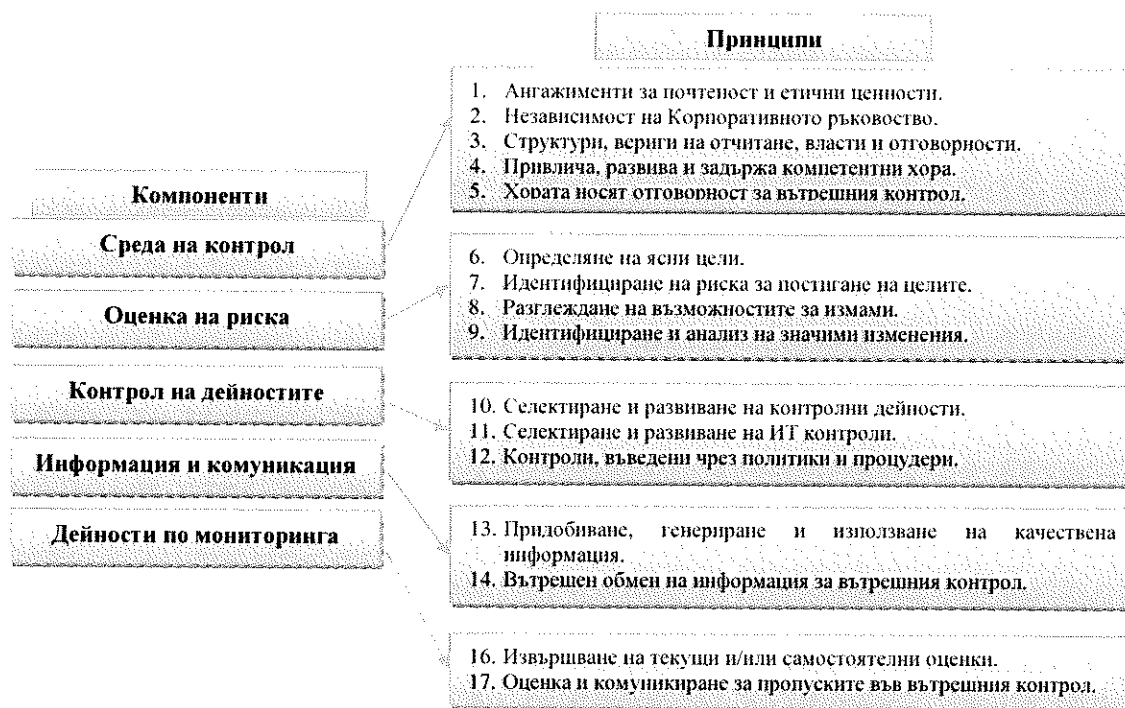 Принципи
1. Ангажименти за почтеност и етични ценности.
2. Независимост на Корпоративното ръковоство.
3. Структури, вериги на отчитане, власти и отговорности.
4. Привлича, развива и задържа компетентни хора.
5. Хората носят отговорност за вътрешния контрол.
Компоненти
Среда на контрол
6. Определяне на ясни цели.
7. Идентифициране на риска за постигане на целите.
8. Разглеждане на възможностите за измами.
9. Идентифициране и анализ на значими изменения.
Оценка на риска
Контрол на дейностите
10. Селектиране и развиване на контролни дейности.
11. Селектиране и развиване на ИТ контроли.
12. Контроли, въведени чрез политики и процудери.
Информация и комуникация
Дейности по мониторинга
13. Придобиване, генериране и използване на качествена
информация.
14. Вътрешен обмен на информация за вътрешния контрол.
16. Извършване на текущи и/или самостоятелни оценки.
17. Оценка и комуникиране за пропуските във вътрешния контрол.